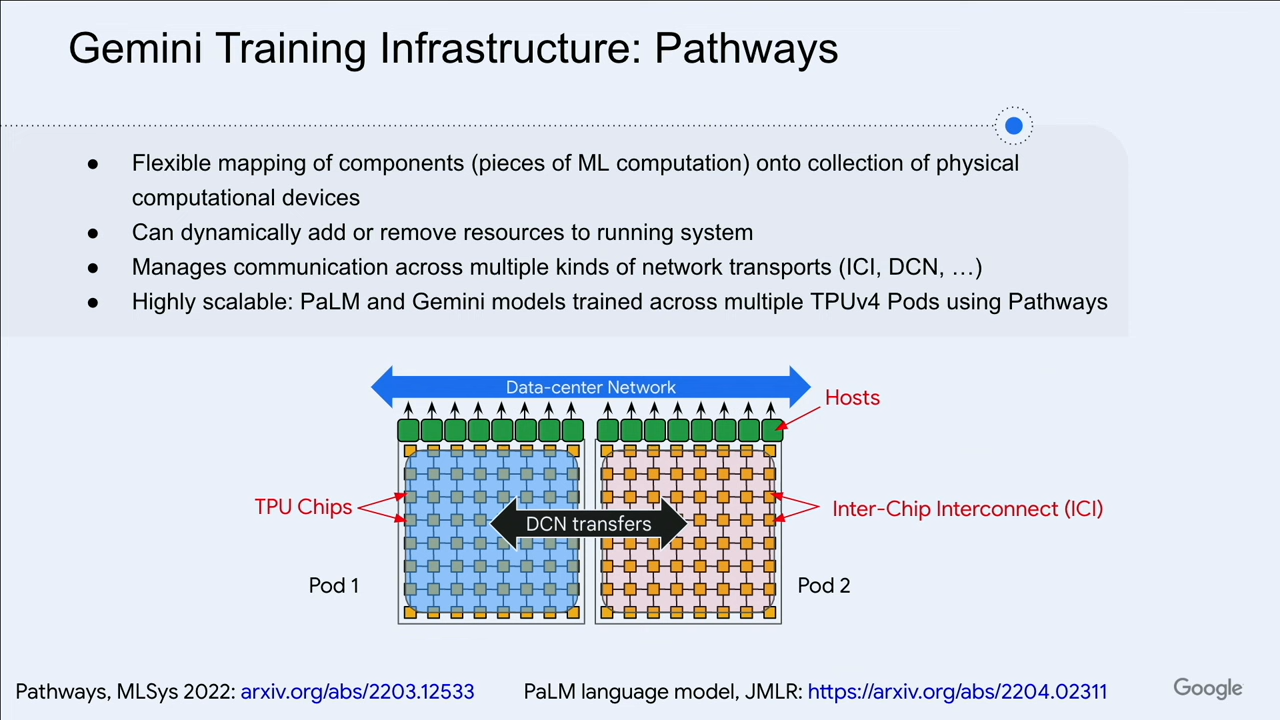 Gemini Training Infrastructure: Pathways
● Flexible mapping of components (pieces of ML computation) onto collection of physical
computational devices
● Can dynamically add or remove resources to running system
● Manages communication across multiple kinds of network transports (ICI, DCN, …)
● Highly scalable: PaLM and Gemini models trained across multiple TPUv4 Pods using Pathways
Data-center Network
Hosts
TPU Chips
DCN transfers
Inter-Chip Interconnect (ICI)
Pod 1
Pod 2
Pathways, MLSys 2022: arxiv.org/abs/2203.12533
PaLM language model, JMLR: https://arxiv.org/abs/2204.02311
Google